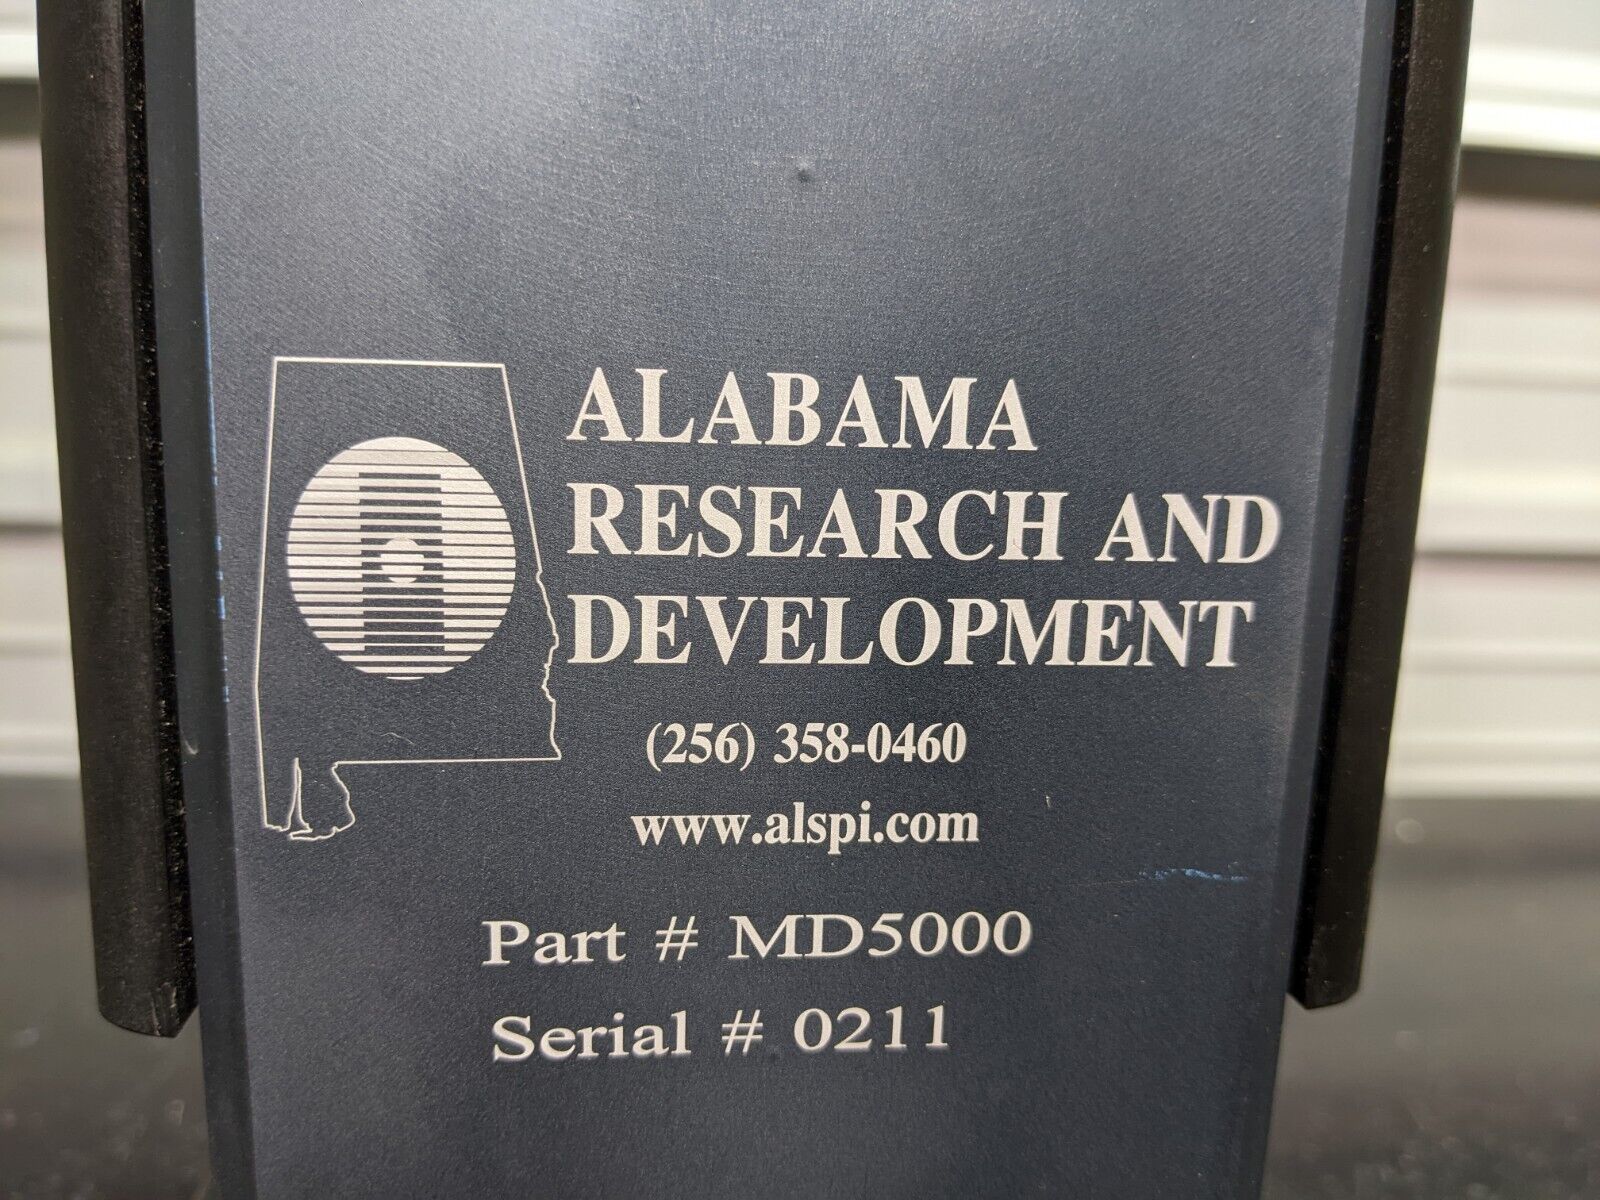 ALABAMA
RESEARCH AND
DEVELOPMENT
(256) 358-0460
www.alspi.com
Part # MD5000
Serial # 0211